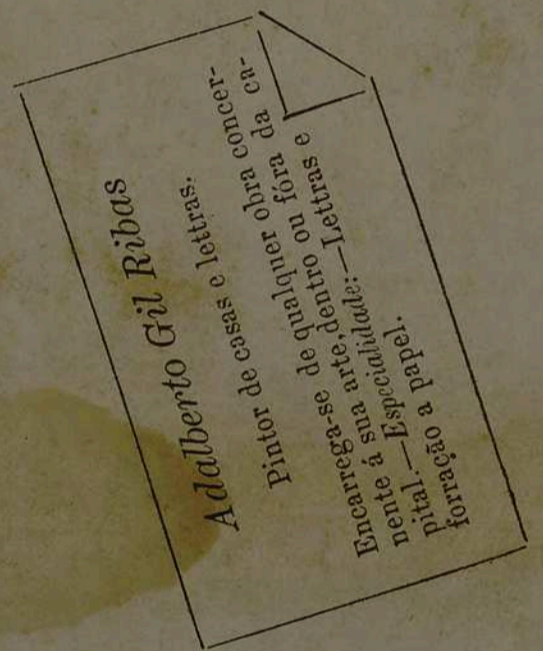 Adalberto Gil Ribas
Pintor de casas e lettras.
Encarrega-se de qualquer obra concer-
nente á sua arte, dentro ou fóra da ca-
pital.—Especialidade:—Lettras e
forração a papel.